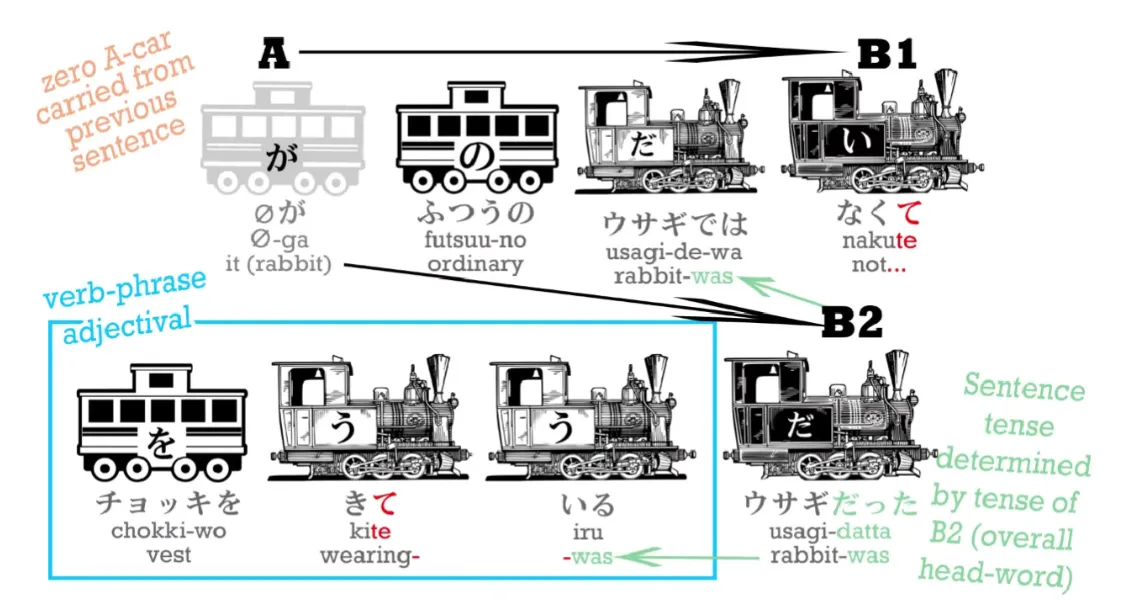 zero A-car
carried from
previous
sentence
A
B1
が
の
だ
い
∅が
∅-ga
it (rabbit)
ふつうの
futsuu-no
ordinary
ウサギでは
usagi-de-wa
rabbit-was
なくて
nakute
not...
verb-phrase
adjectival
B2
を
う
う
だ
チョッキを
chokki-wo
vest
きて
kite
wearing-
いる
iru
-was
ウサギだった
usagi-datta
rabbit-was
Sentence
tense
determined
by tense of
B2 (overall
head-word)